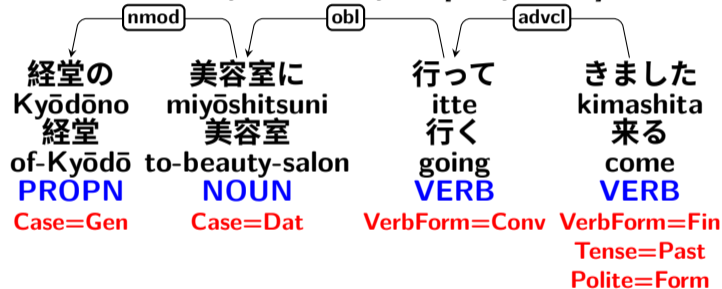 nmod obl advcl
経堂の 美容室に 行って きました
Kyōdōno miyōshitsuni itte kimashita
経堂 美容室 行く 来る
of-Kyōdō to-beauty-salon going come
PROPN NOUN VERB VERB
Case=Gen Case=Dat VerbForm=Conv VerbForm=Fin
Tense=Past
Polite=Form